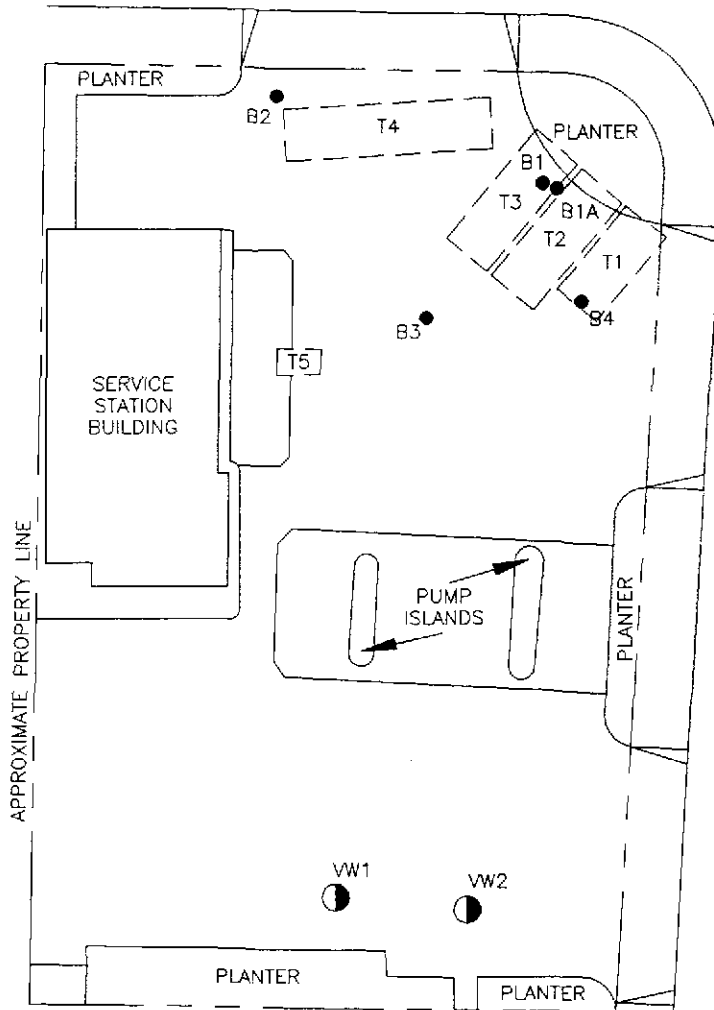 PLANTER
B2
T4
PLANTER
B1
T3
B1A
T2
T1
B4
B3
T5
SERVICE
STATION
BUILDING
APPROXIMATE PROPERTY LINE
PUMP
ISLANDS
PLANTER
VW1
VW2
PLANTER
PLANTER